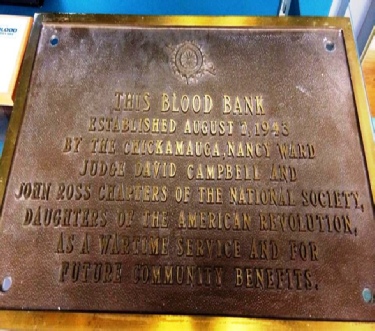 BLOOD
THIS BLOOD BANK
ESTABLISHED AUGUST 2, 1943
BY THE CHICKAMAUGA, NANCY WARD
JUDGE DAVID CAMPBELL AND
JOHN ROSS CHAPTERS OF THE NATIONAL SOCIETY,
DAUGHTERS OF THE AMERICAN REVOLUTION,
AS A WARTIME SERVICE AND FOR
FUTURE COMMUNITY BENEFITS.